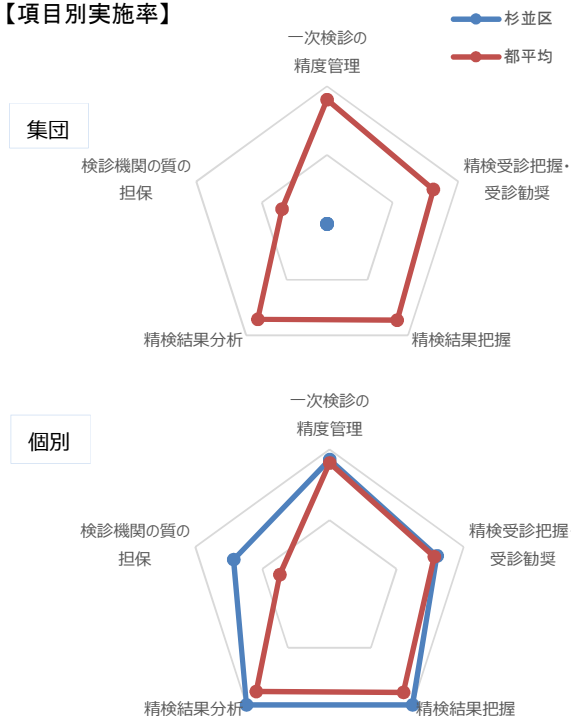 【項目別実施率】
杉並区
都平均
集団
一次検診の
精度管理
精検受診把握・
受診勧奨
精検結果把握
精検結果分析
検診機関の質の
担保
個別
一次検診の
精度管理
精検受診把握
受診勧奨
精検結果把握
精検結果分析
検診機関の質の
担保